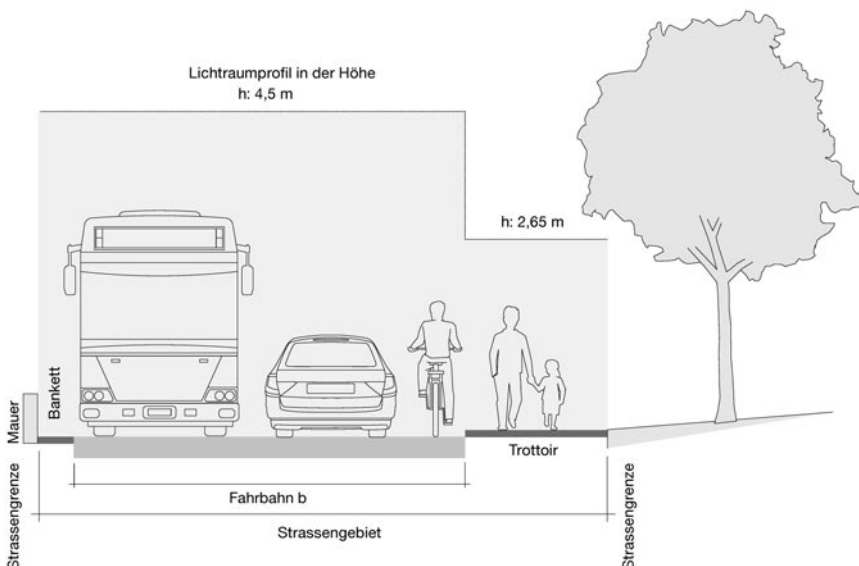 Lichtraumprofil in der Höhe
h: 4,5 m
h: 2,65 m
Mauer
Bankett
Trottoir
Fahrbahn b
Strassengebiet
Strassengrenze
Strassengrenze